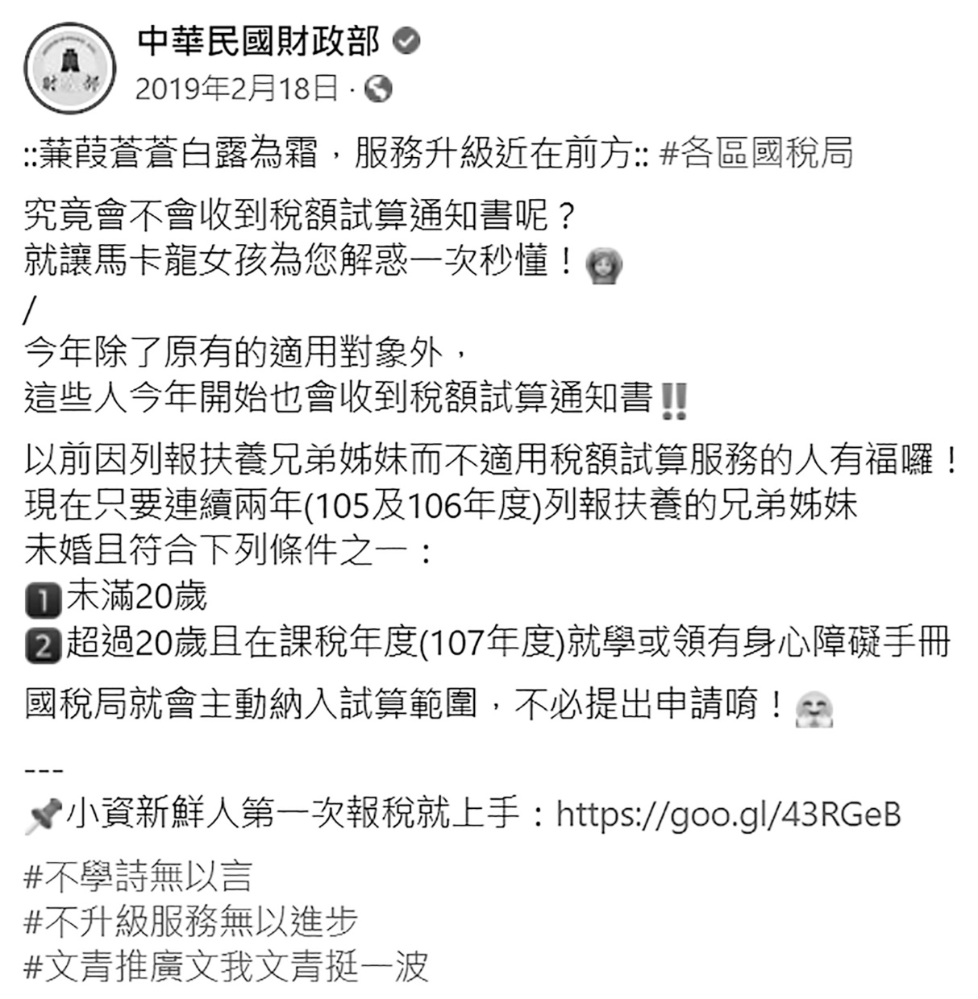 中華民國財政部
財政部
2019年2月18日 ·
::蒹葭蒼蒼白露為霜，服務升級近在前方:: #各區國稅局
究竟會不會收到稅額試算通知書呢？
就讓馬卡龍女孩為您解惑一次秒懂！🙆
/
今年除了原有的適用對象外，
這些人今年開始也會收到稅額試算通知書‼
以前因列報扶養兄弟姊妹而不適用稅額試算服務的人有福囉！
現在只要連續兩年(105及106年度)列報扶養的兄弟姊妹
未婚且符合下列條件之一：
1未滿20歲
2超過20歲且在課稅年度(107年度)就學或領有身心障礙手冊
國稅局就會主動納入試算範圍，不必提出申請唷！🤗
---
📌小資新鮮人第一次報稅就上手：https://goo.gl/43RGeB
#不學詩無以言
#不升級服務無以進步
#文青推廣文我文青挺一波